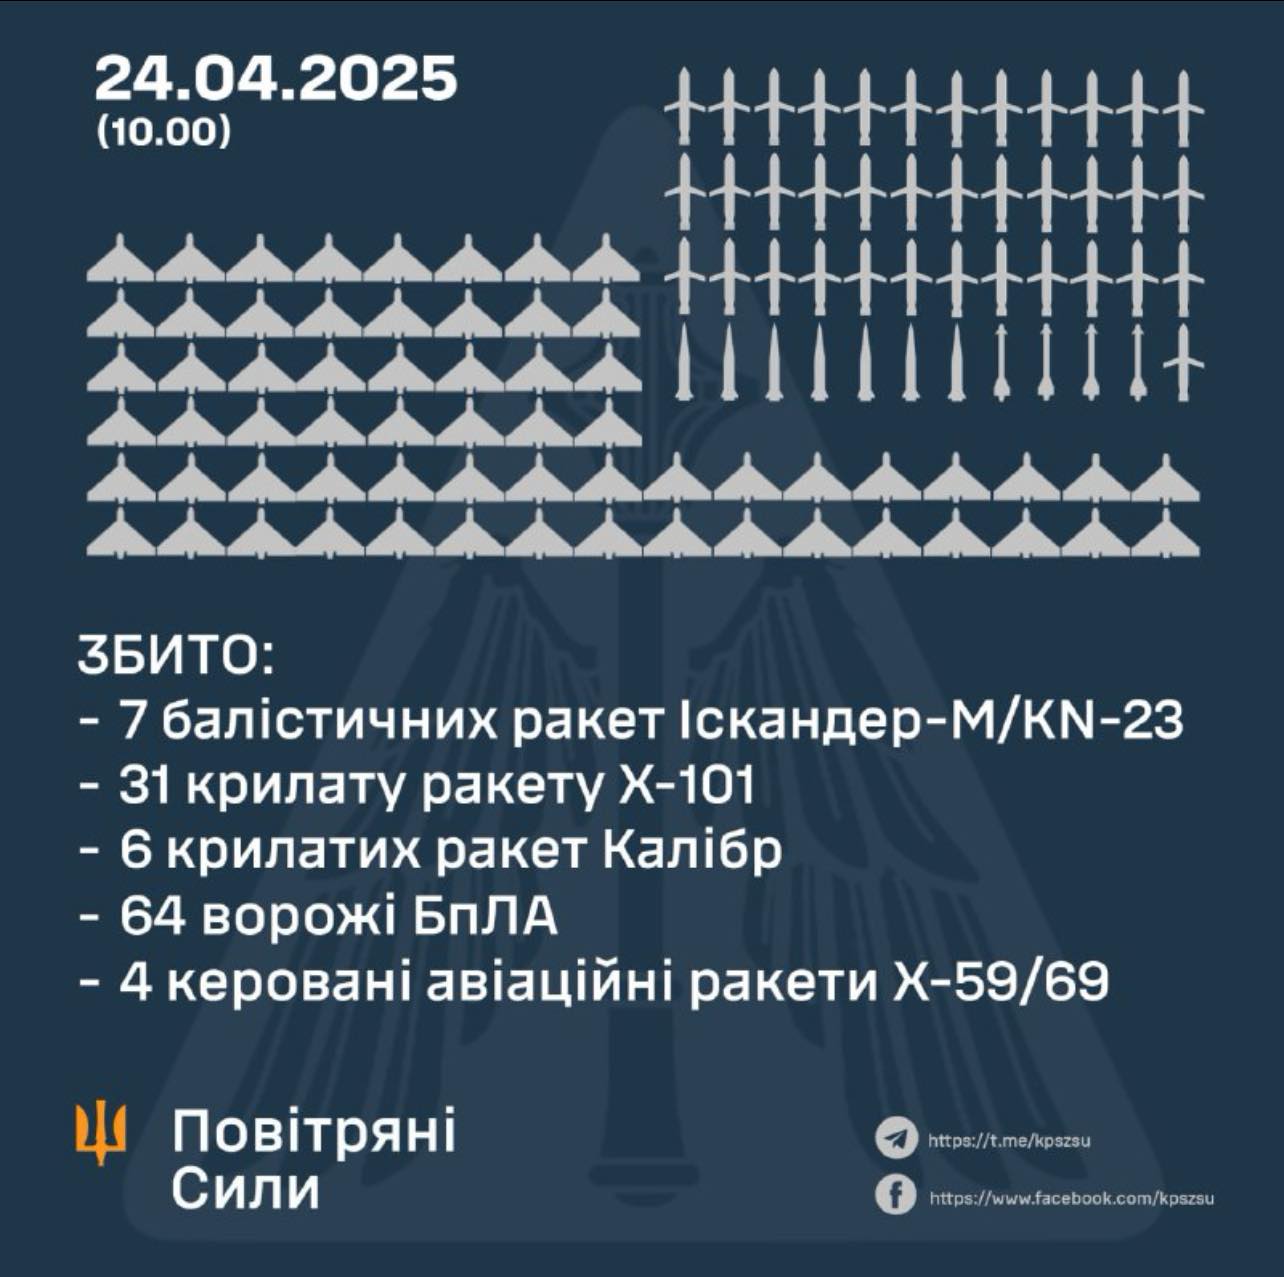 24.04.2025
(10.00)
ЗБИТО:
- 7 балістичних ракет Іскандер-М/KN-23
- 31 крилату ракету Х-101
- 6 крилатих ракет Калібр
- 64 ворожі БпЛА
- 4 керовані авіаційні ракети Х-59/69
Повітряні
Сили
https://t.me/kpszsu
https://www.facebook.com/kpszsu